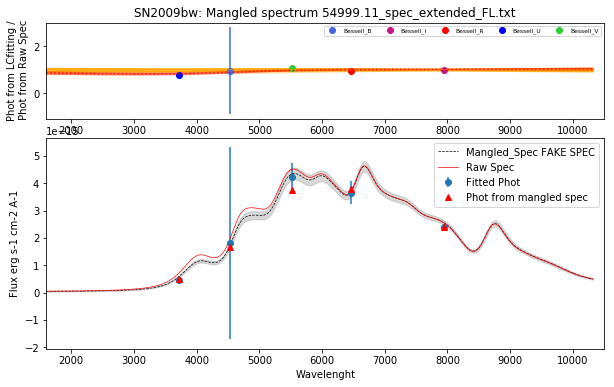 SN2009bw: Mangled spectrum 54999.11_spec_extended_FL.txt
Phot from LCfitting /
Phot from Raw Spec
2
0
Bessell_B
Bessell_I
Bessell_R
Bessell_U
Bessell_V
2000 3000 4000 5000 6000 7000 8000 9000 10000
1e−15
Flux erg s-1 cm-2 A-1
5
4
3
2
1
0
−1
−2
Mangled_Spec FAKE SPEC
Raw Spec
Fitted Phot
Phot from mangled spec
2000 3000 4000 5000 6000 7000 8000 9000 10000
Wavelenght